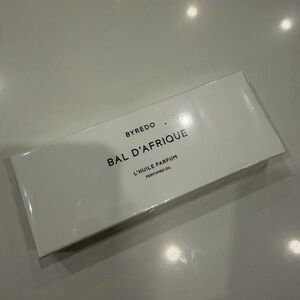 BYREDO
BAL D'AFRIQUE
L'HUILE PARFUM
PERFUMED OIL